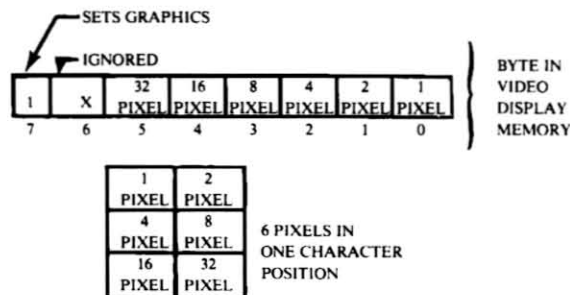 SETS GRAPHICS
IGNORED
1 X 32 PIXEL 16 PIXEL 8 PIXEL 4 PIXEL 2 PIXEL 1 PIXEL
7 6 5 4 3 2 1 0
BYTE IN
VIDEO
DISPLAY
MEMORY
1 PIXEL 2 PIXEL
4 PIXEL 8 PIXEL
16 PIXEL 32 PIXEL
6 PIXELS IN
ONE CHARACTER
POSITION